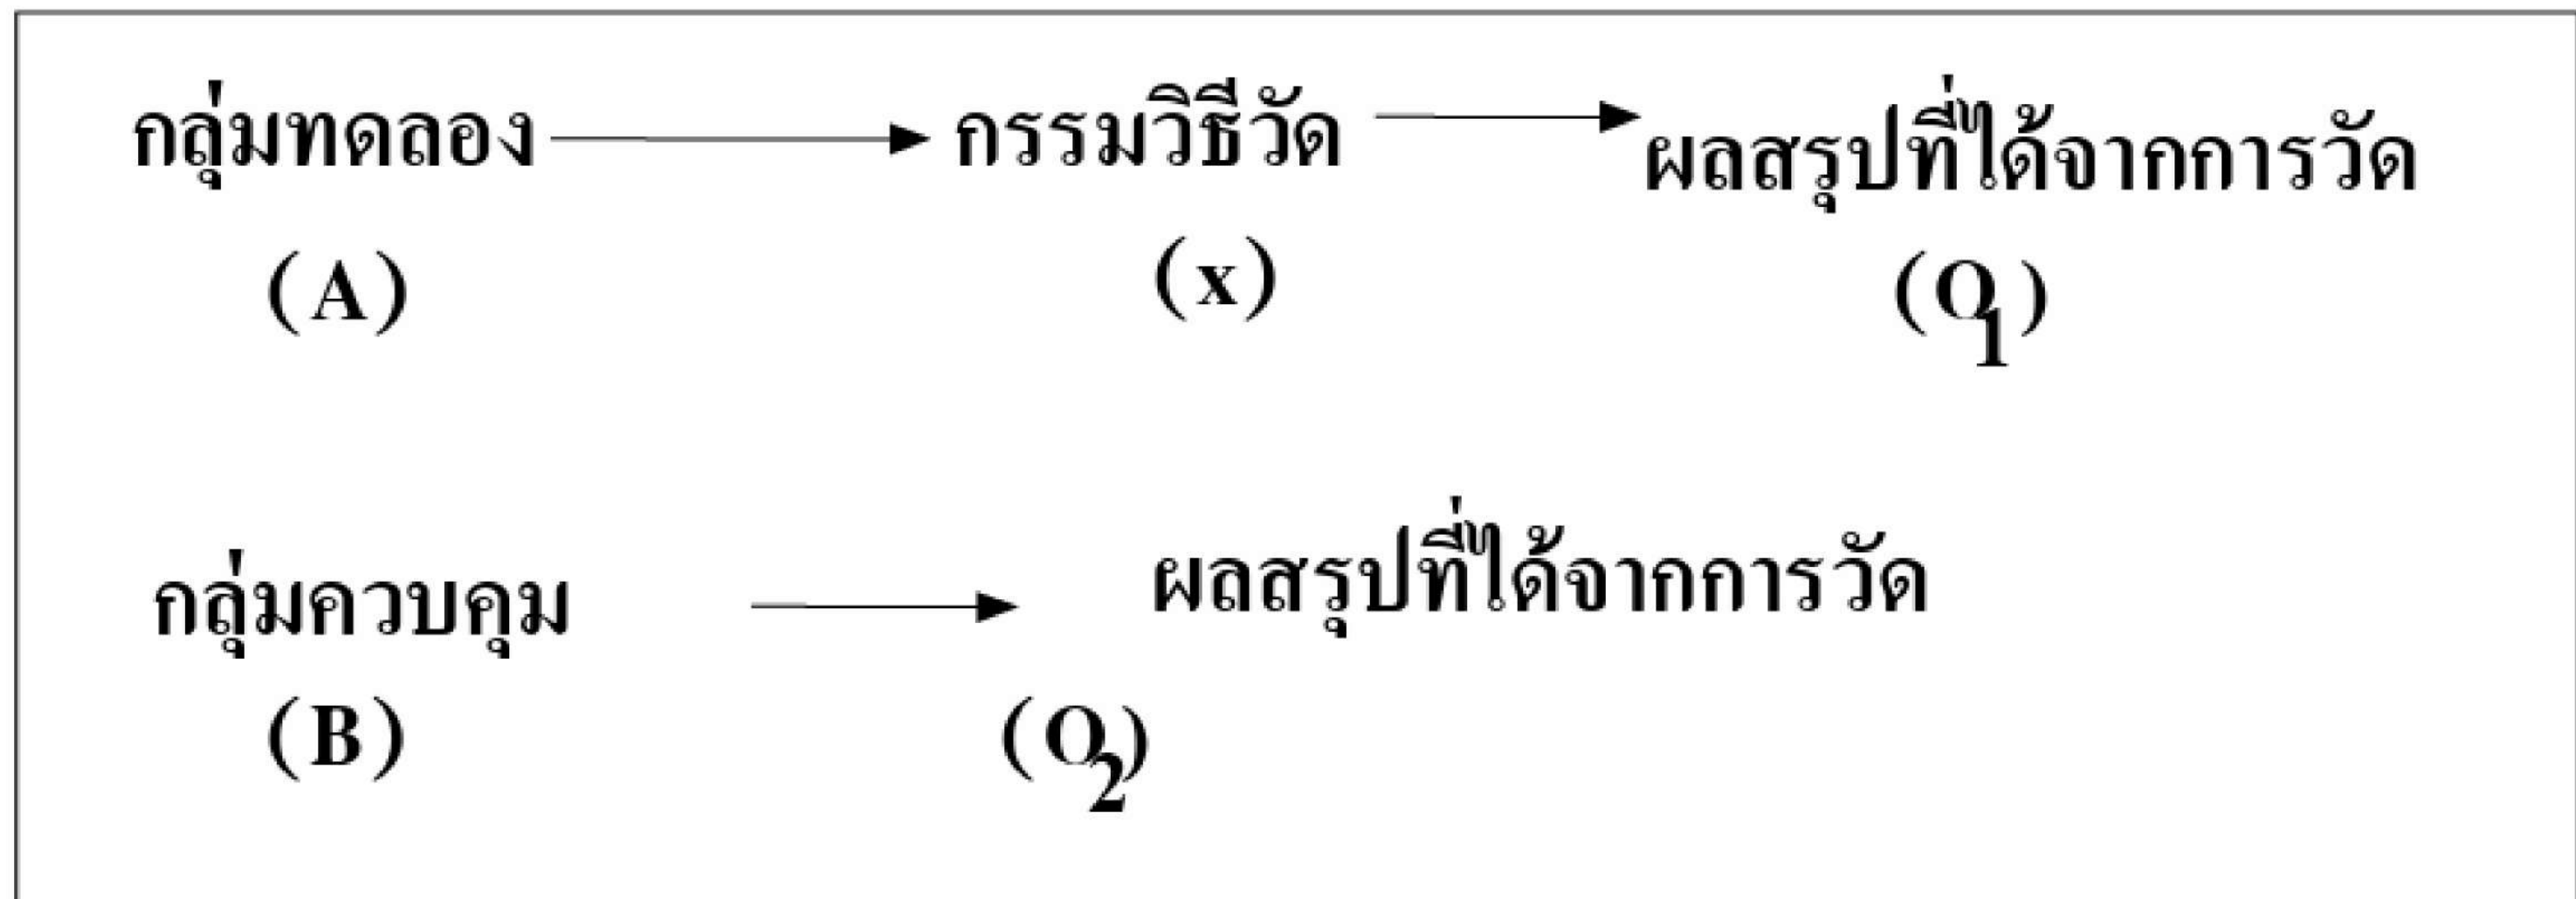 กลุ่มทดลอง กรรมวิธีวัด ผลสรุปที่ได้จากการวัด
(A) (x) (O1)
กลุ่มควบคุม ผลสรุปที่ได้จากการวัด
(B) (O2)